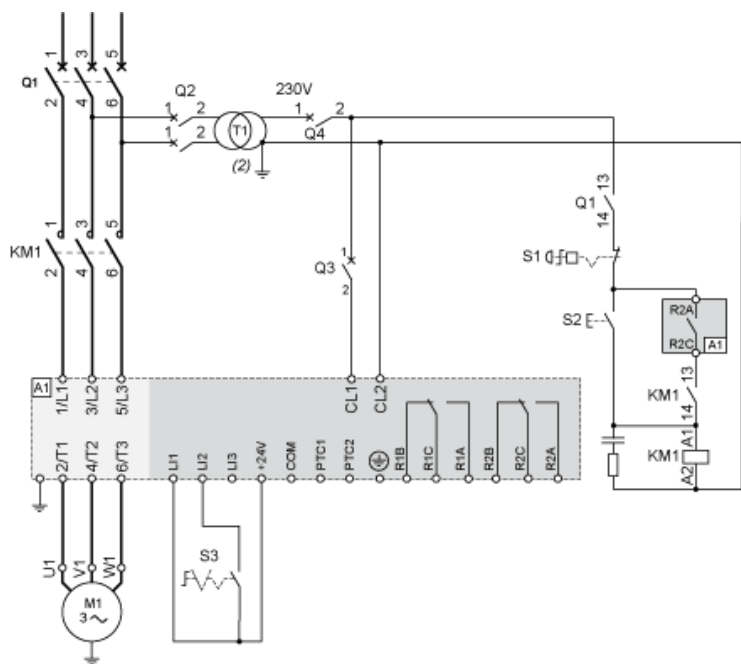 1 3 5
Q1
2 4 6
Q2
1 2
1 2
T1
(2)
230V
1 2
Q4
13
Q1
14
KM1
1 3 5
2 4 6
Q3
1
2
S1
S2
R2A
R2C
A1
13
KM1
14
A1
KM1
A2
A1
1/L1 3/L2 5/L3
CL1 CL2
2/T1 4/T2 6/T3
LI1 LI2 LI3 +24V COM PTC1 PTC2 R1B R1C R1A R2B R2C R2A
S3
U1 V1 W1
M1
3